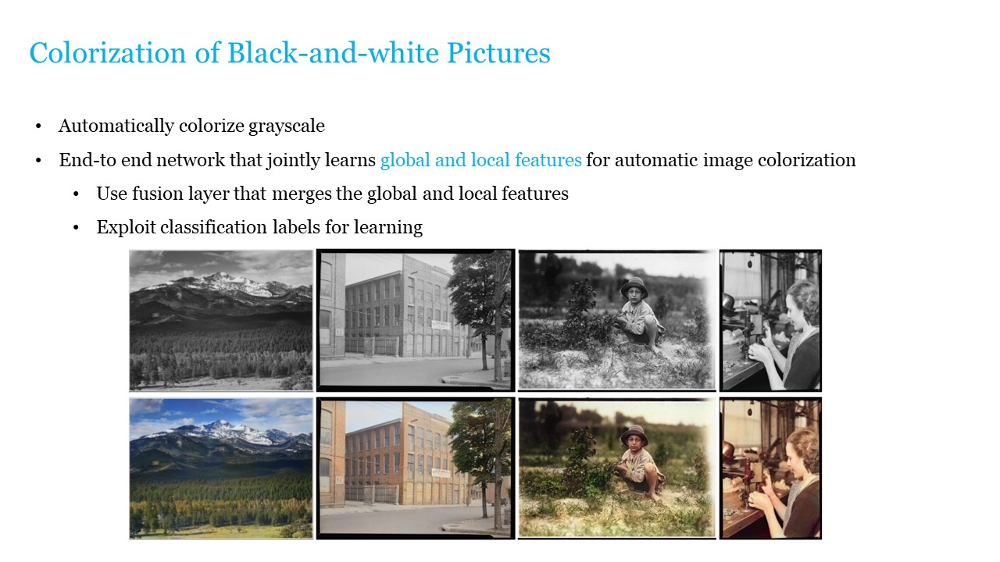 Colorization of Black-and-white Pictures
• Automatically colorize grayscale
• End-to end network that jointly learns global and local features for automatic image colorization
• Use fusion layer that merges the global and local features
• Exploit classification labels for learning